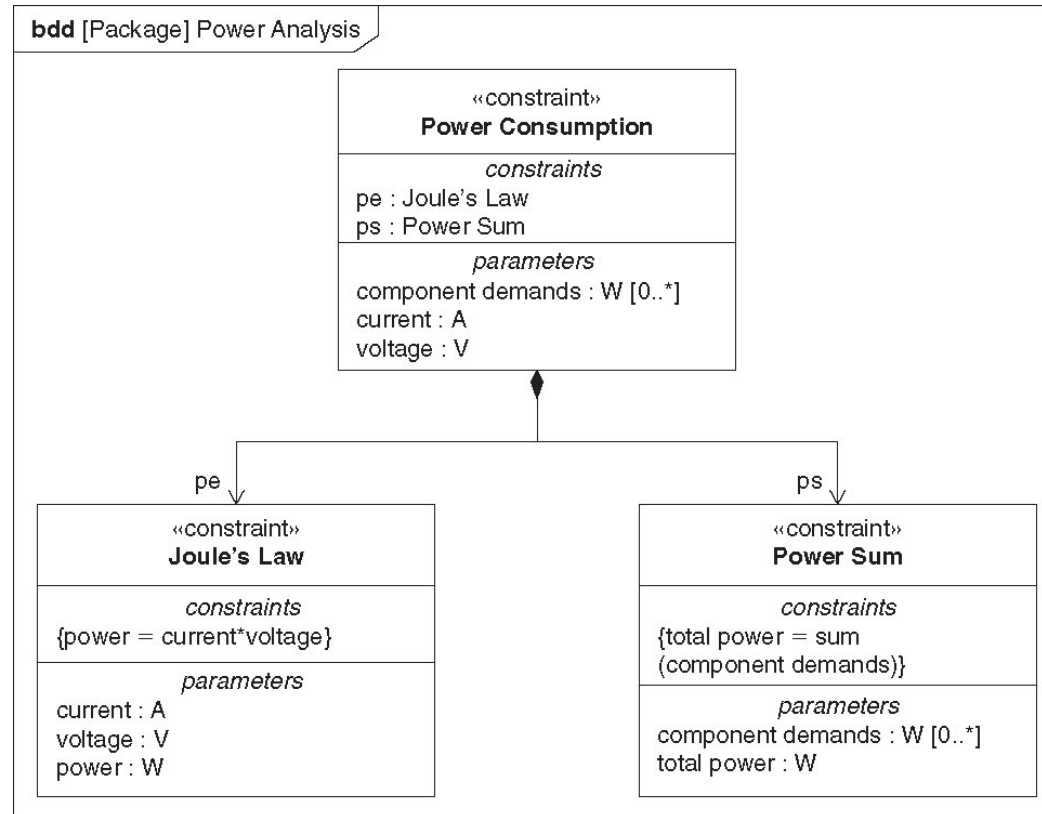 bdd [Package] Power Analysis
«constraint»
Power Consumption
constraints
pe : Joule’s Law
ps : Power Sum
parameters
component demands : W [0..*]
current : A
voltage : V
pe
ps
«constraint»
Joule’s Law
constraints
{power = current*voltage}
parameters
current : A
voltage : V
power : W
«constraint»
Power Sum
constraints
{total power = sum
(component demands)}
parameters
component demands : W [0..*]
total power : W